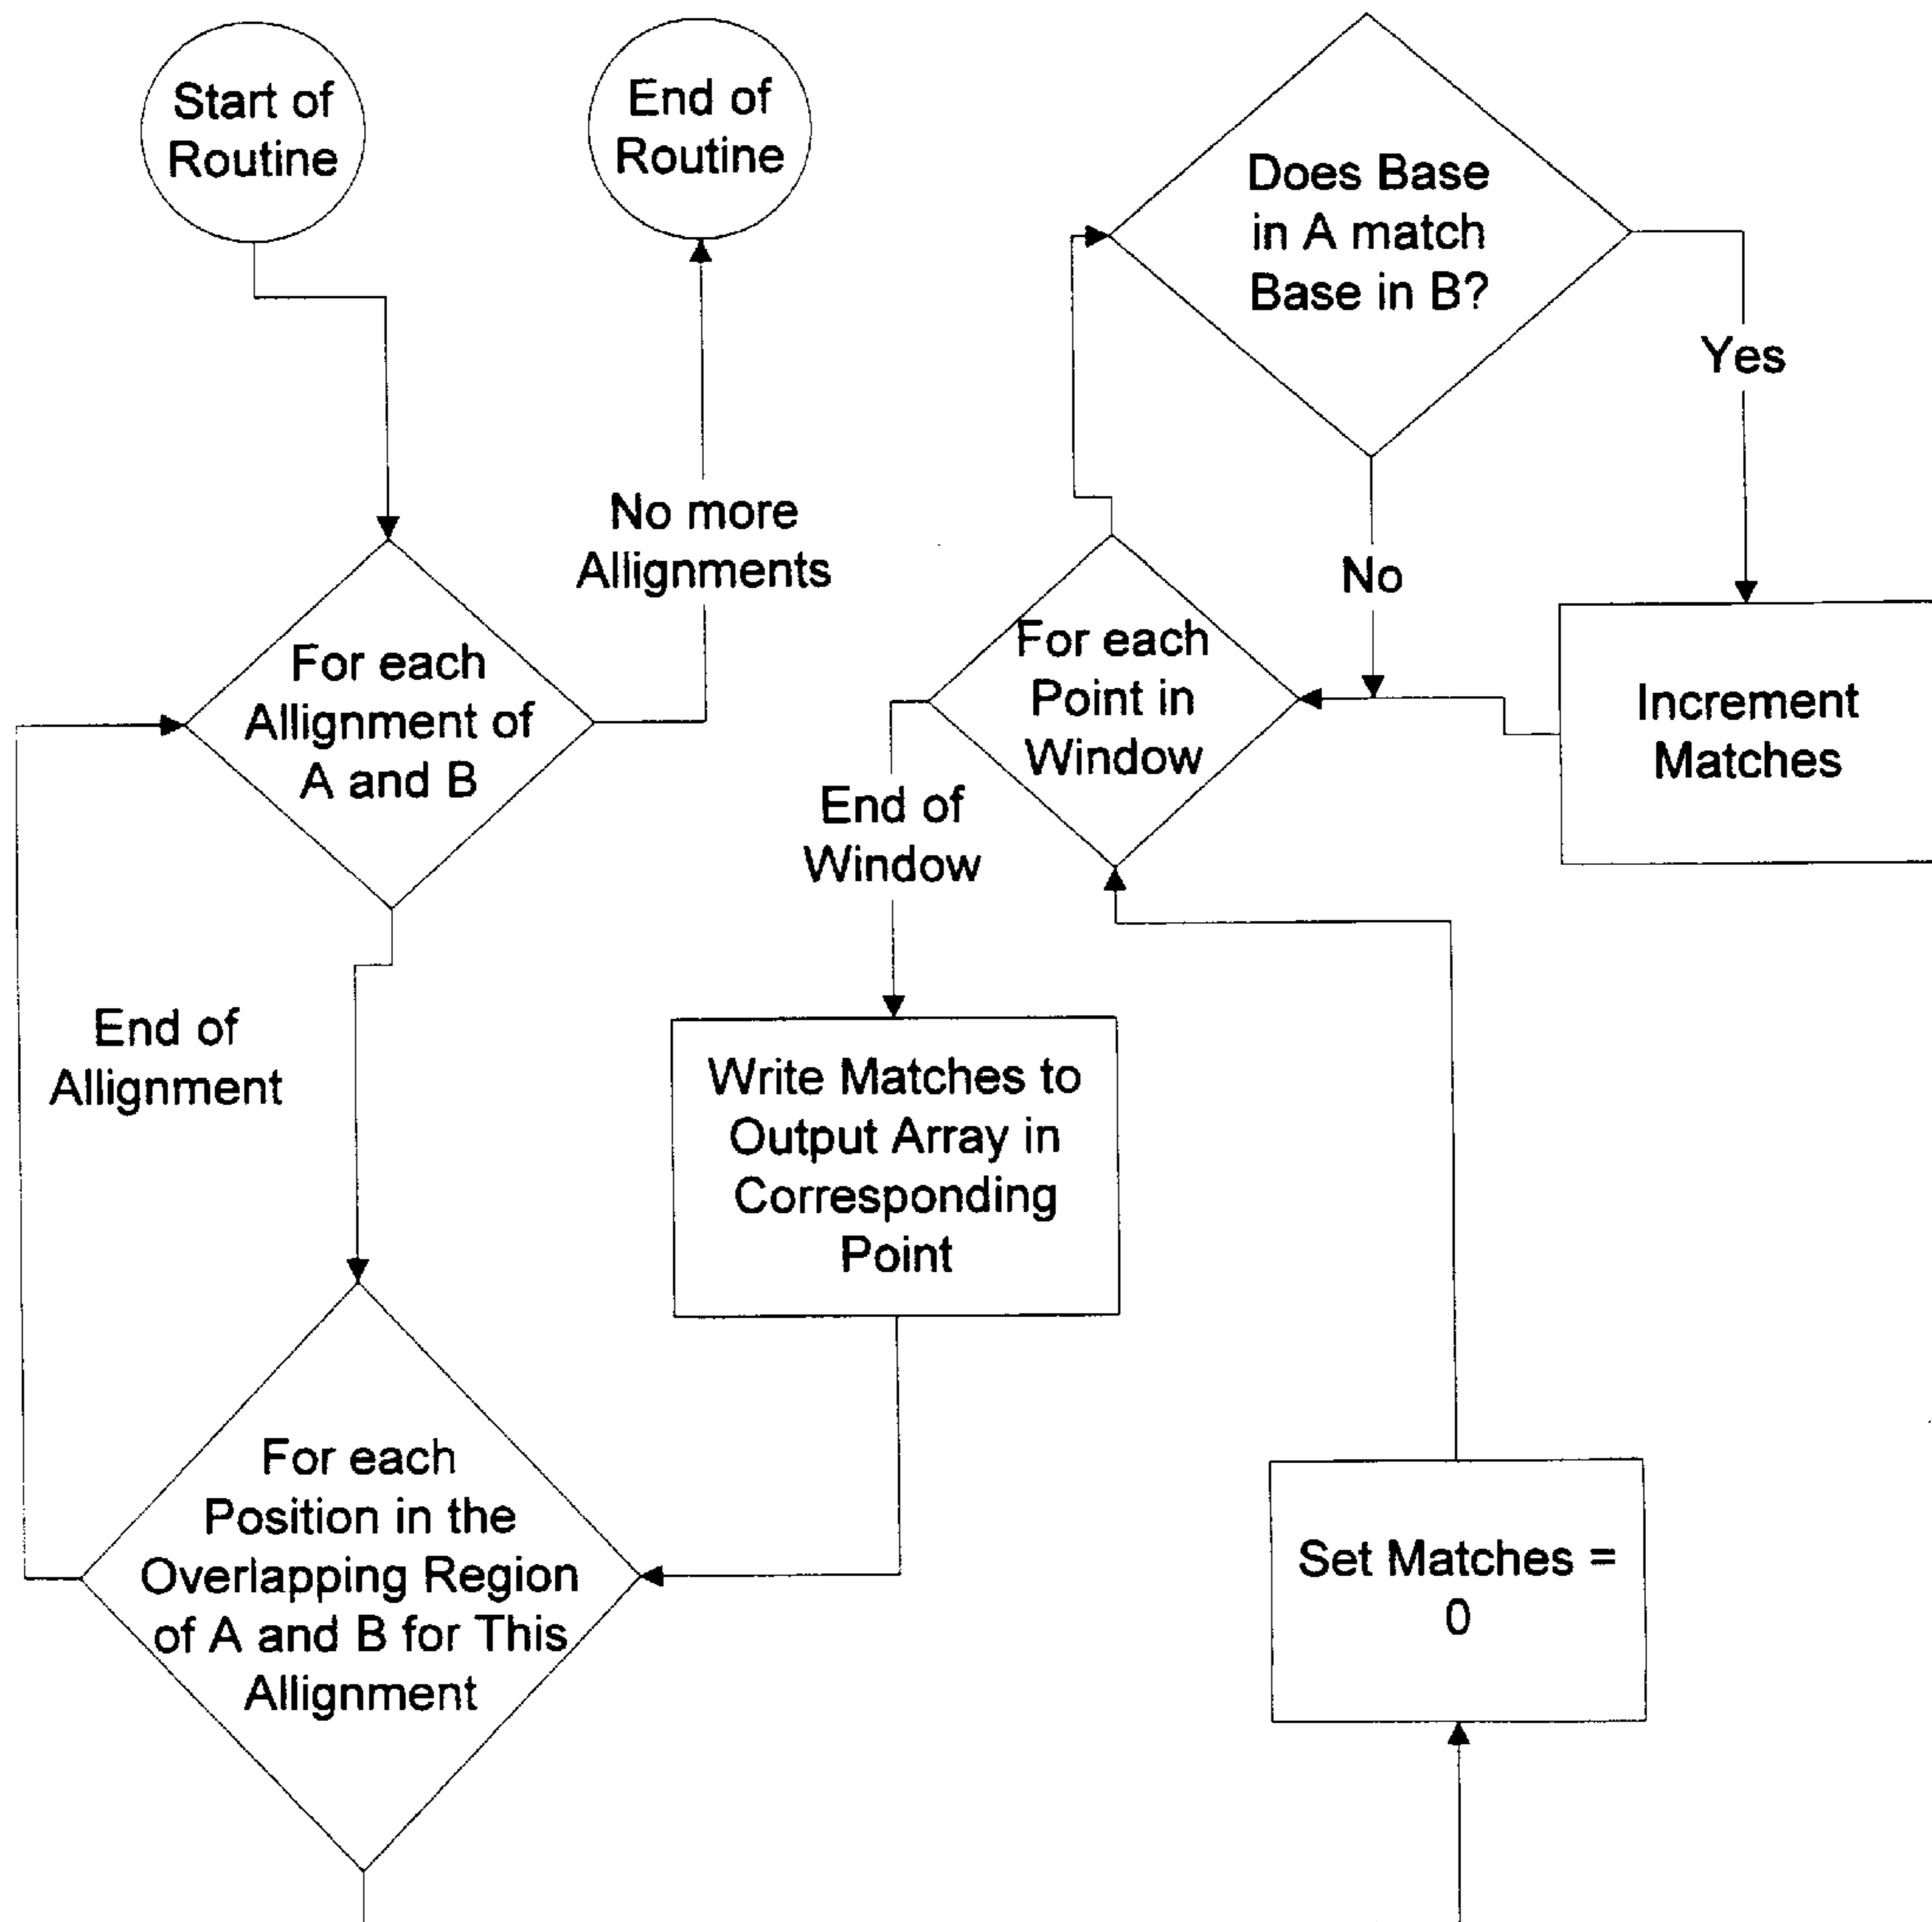 Start of
Routine
End of
Routine
Does Base
in A match
Base in B?
Yes
No more
Allignments
No
For each
Allignment of
A and B
For each
Point in
Window
Increment
Matches
End of
Window
End of
Allignment
Write Matches to
Output Array in
Corresponding
Point
For each
Position in the
Overlapping Region
of A and B for This
Allignment
Set Matches =
0